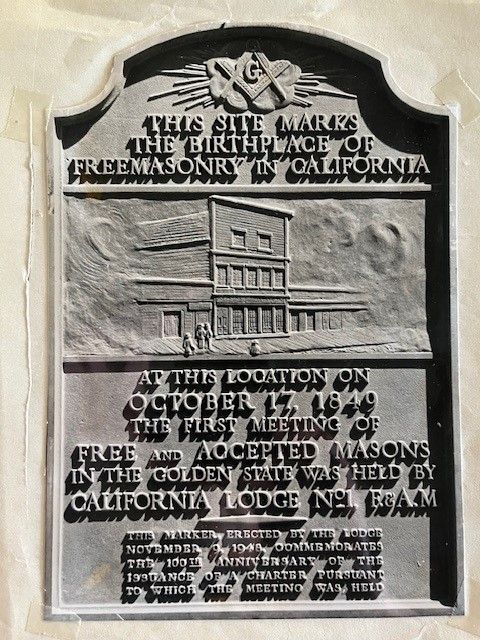 G
THIS SITE MARKS
THE BIRTHPLACE OF
FREEMASONRY IN CALIFORNIA
AT THIS LOCATION ON
OCTOBER 17, 1849
THE FIRST MEETING OF
FREE AND ACCEPTED MASONS
IN THE GOLDEN STATE WAS HELD BY
CALIFORNIA LODGE No1, F.&A.M
THIS MARKER ERECTED BY THE LODGE
NOVEMBER 9, 1948, COMMEMORATES
THE 100TH ANNIVERSARY OF THE
ISSUANCE OF A CHARTER PURSUANT
TO WHICH THE MEETING WAS HELD